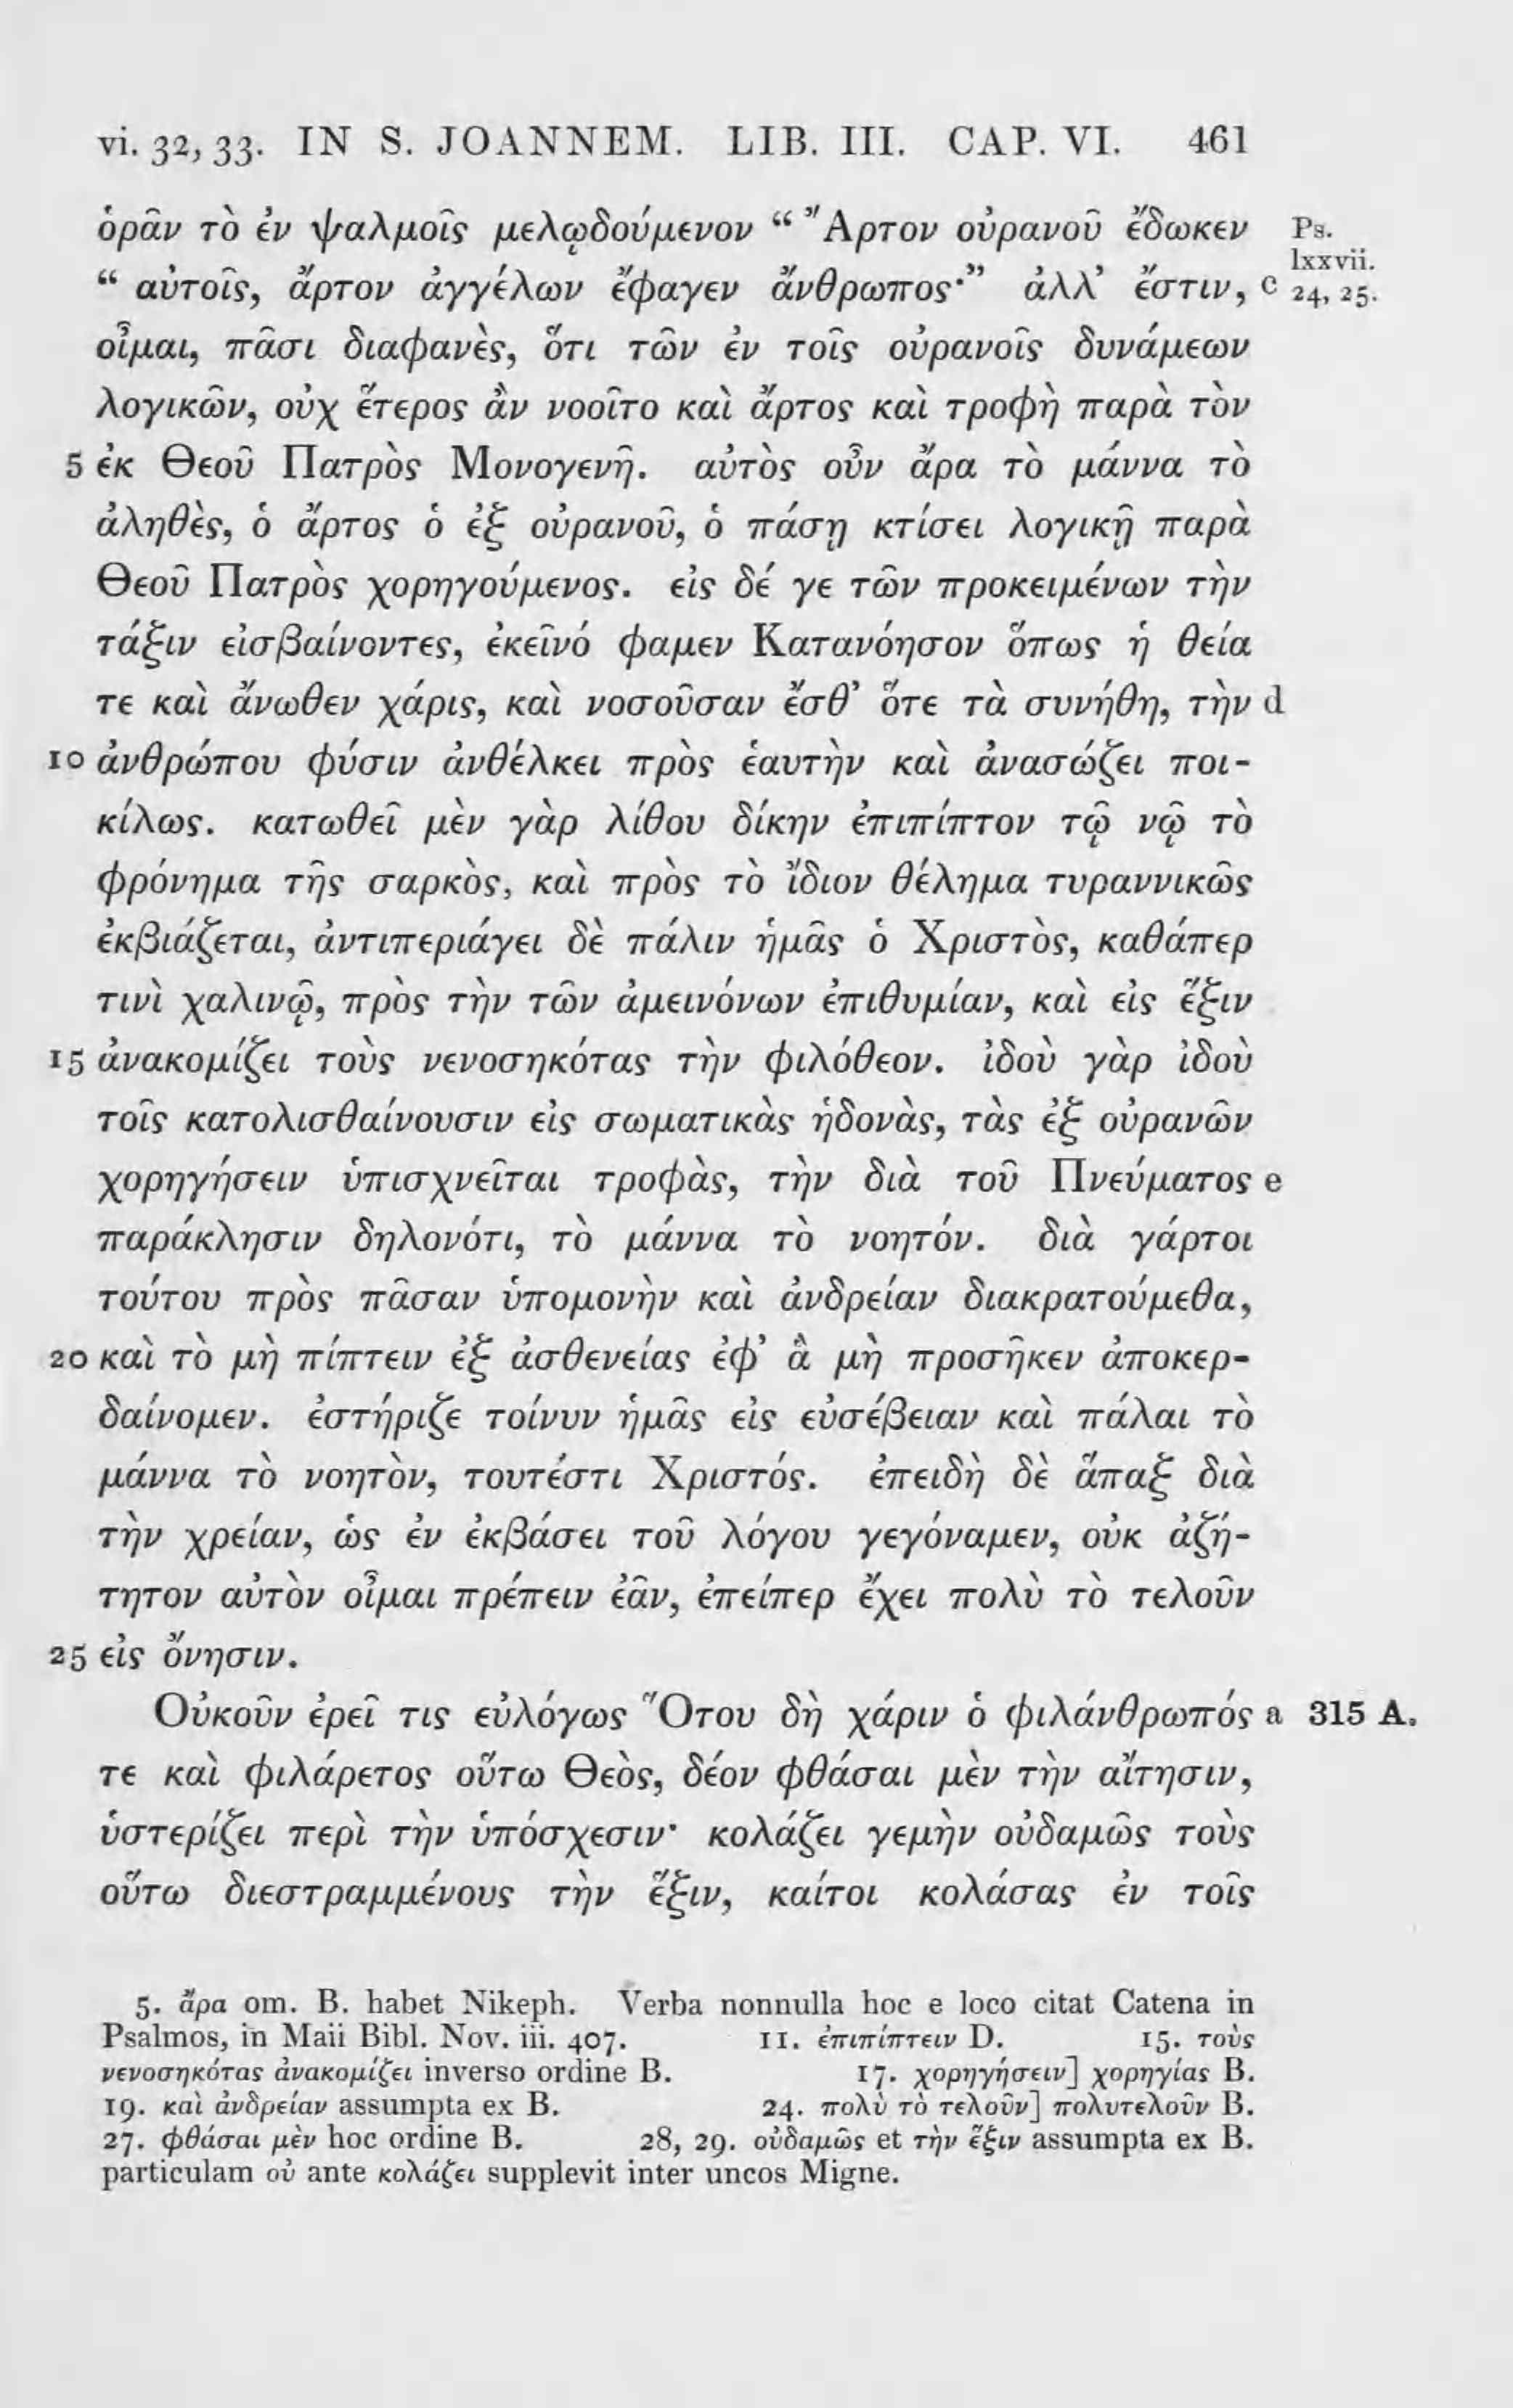 vi. 32, 33. IN S. JOANNEM. LIB. III. CAP. VI. 461
ὁρᾶν τὸ ἐν ψαλμοῖς μελῳδούμενον “ Ἄρτον οὐρανοῦ ἔδωκεν Ps. lxxvii.
“ αὐτοῖς, ἄρτον ἀγγέλων ἔφαγεν ἄνθρωπος·” ἀλλ’ ἔστιν, c 24, 25.
οἶμαι, πᾶσι διαφανὲς, ὅτι τῶν ἐν τοῖς οὐρανοῖς δυνάμεων
λογικῶν, οὐχ ἕτερος ἂν νοοῖτο καὶ ἄρτος καὶ τροφὴ παρὰ τὸν
5 ἐκ Θεοῦ Πατρὸς Μονογενῆ. αὐτὸς οὖν ἄρα τὸ μάννα τὸ
ἀληθὲς, ὁ ἄρτος ὁ ἐξ οὐρανοῦ, ὁ πάσῃ κτίσει λογικῇ παρὰ
Θεοῦ Πατρὸς χορηγούμενος. εἰς δέ γε τῶν προκειμένων τὴν
τάξιν εἰσβαίνοντες, ἐκεῖνό φαμεν Κατανόησον ὅπως ἡ θεία
τε καὶ ἄνωθεν χάρις, καὶ νοσοῦσαν ἔσθ’ ὅτε τὰ συνήθη, τὴν d
10 ἀνθρώπου φύσιν ἀνθέλκει πρὸς ἑαυτὴν καὶ ἀνασώζει ποι-
κίλως. κατωθεῖ μὲν γὰρ λίθου δίκην ἐπιπίπτον τῷ νῷ τὸ
φρόνημα τῆς σαρκὸς, καὶ πρὸς τὸ ἴδιον θέλημα τυραννικῶς
ἐκβιάζεται, ἀντιπεριάγει δὲ πάλιν ἡμᾶς ὁ Χριστὸς, καθάπερ
τινὶ χαλινῷ, πρὸς τὴν τῶν ἀμεινόνων ἐπιθυμίαν, καὶ εἰς ἕξιν
15 ἀνακομίζει τοὺς νενοσηκότας τὴν φιλόθεον. ἰδοὺ γὰρ ἰδοὺ
τοῖς κατολισθαίνουσιν εἰς σωματικὰς ἡδονὰς, τὰς ἐξ οὐρανῶν
χορηγήσειν ὑπισχνεῖται τροφὰς, τὴν διὰ τοῦ Πνεύματος e
παράκλησιν δηλονότι, τὸ μάννα τὸ νοητόν. διὰ γάρτοι
τούτου πρὸς πᾶσαν ὑπομονὴν καὶ ἀνδρείαν διακρατούμεθα,
20 καὶ τὸ μὴ πίπτειν ἐξ ἀσθενείας ἐφ’ ἃ μὴ προσῆκεν ἀποκερ-
δαίνομεν. ἐστήριζε τοίνυν ἡμᾶς εἰς εὐσέβειαν καὶ πάλαι τὸ
μάννα τὸ νοητὸν, τουτέστι Χριστός. ἐπειδὴ δὲ ἅπαξ διὰ
τὴν χρείαν, ὡς ἐν ἐκβάσει τοῦ λόγου γεγόναμεν, οὐκ ἀζή-
τητον αὐτὸν οἶμαι πρέπειν ἐᾶν, ἐπείπερ ἔχει πολὺ τὸ τελοῦν
25 εἰς ὄνησιν.
Οὐκοῦν ἐρεῖ τις εὐλόγως Ὅτου δὴ χάριν ὁ φιλάνθρωπός a 315 A.
τε καὶ φιλάρετος οὕτω Θεὸς, δέον φθάσαι μὲν τὴν αἴτησιν,
ὑστερίζει περὶ τὴν ὑπόσχεσιν· κολάζει γεμὴν οὐδαμῶς τοὺς
οὕτω διεστραμμένους τὴν ἕξιν, καίτοι κολάσας ἐν τοῖς
5. ἄρα om. B. habet Nikeph. Verba nonnulla hoc e loco citat Catena in
Psalmos, in Maii Bibl. Nov. iii. 407. 11. ἐπιπίπτειν D. 15. τοὺς
νενοσηκότας ἀνακομίζει inverso ordine B. 17. χορηγήσειν] χορηγίας B.
19. καὶ ἀνδρείαν assumpta ex B. 24. πολὺ τὸ τελοῦν] πολυτελοῦν B.
27. φθάσαι μὲν hoc ordine B. 28, 29. οὐδαμῶς et τὴν ἕξιν assumpta ex B.
particulam οὐ ante κολάζει supplevit inter uncos Migne.